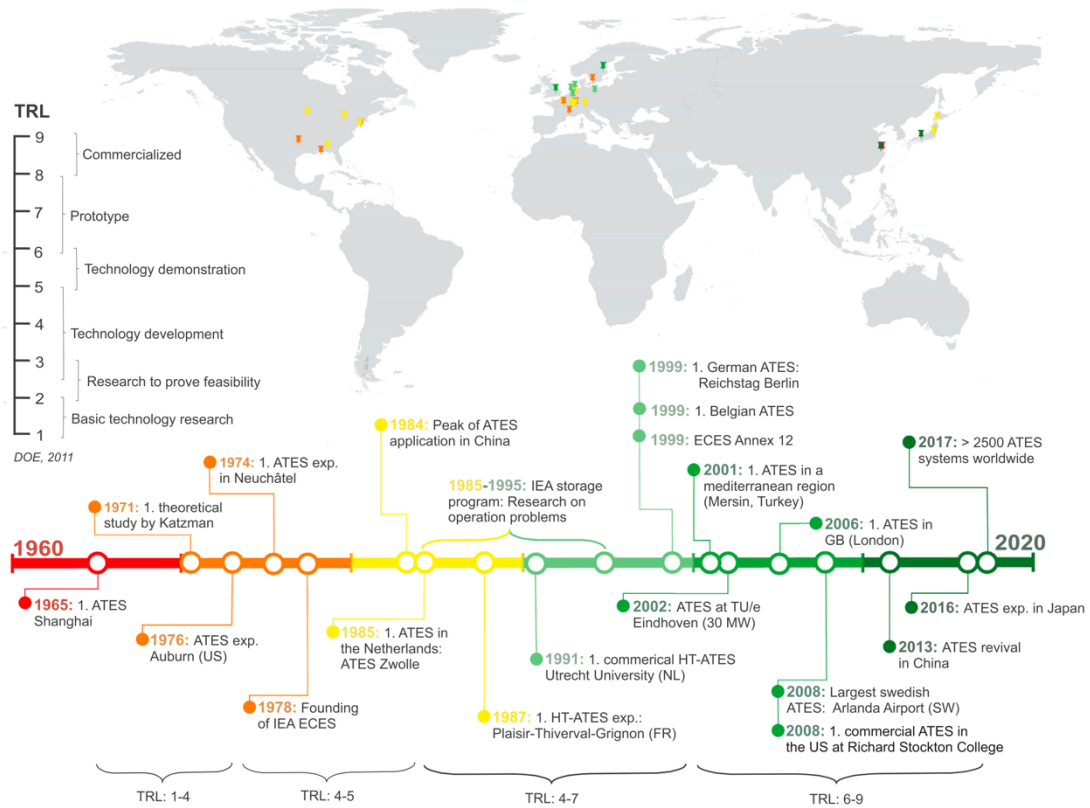 TRL
9
8
7
6
5
4
3
2
1
Commercialized
Prototype
Technology demonstration
Technology development
Research to prove feasibility
Basic technology research
DOE, 2011
1960
2020
1965: 1. ATES
Shanghai
1971: 1. theoretical
study by Katzman
1976: ATES exp.
Auburn (US)
1974: 1. ATES exp.
in Neuchâtel
1978: Founding
of IEA ECES
1984: Peak of ATES
application in China
1985: 1. ATES in
the Netherlands:
ATES Zwolle
1985-1995: IEA storage
program: Research on
operation problems
1987: 1. HT-ATES exp.:
Plaisir-Thiverval-Grignon (FR)
1991: 1. commerical HT-ATES
Utrecht University (NL)
1999: 1. German ATES:
Reichstag Berlin
1999: 1. Belgian ATES
1999: ECES Annex 12
2001: 1. ATES in a
mediterranean region
(Mersin, Turkey)
2002: ATES at TU/e
Eindhoven (30 MW)
2006: 1. ATES in
GB (London)
2008: Largest swedish
ATES: Arlanda Airport (SW)
2008: 1. commercial ATES in
the US at Richard Stockton College
2013: ATES revival
in China
2016: ATES exp. in Japan
2017: > 2500 ATES
systems worldwide
TRL: 1-4
TRL: 4-5
TRL: 4-7
TRL: 6-9